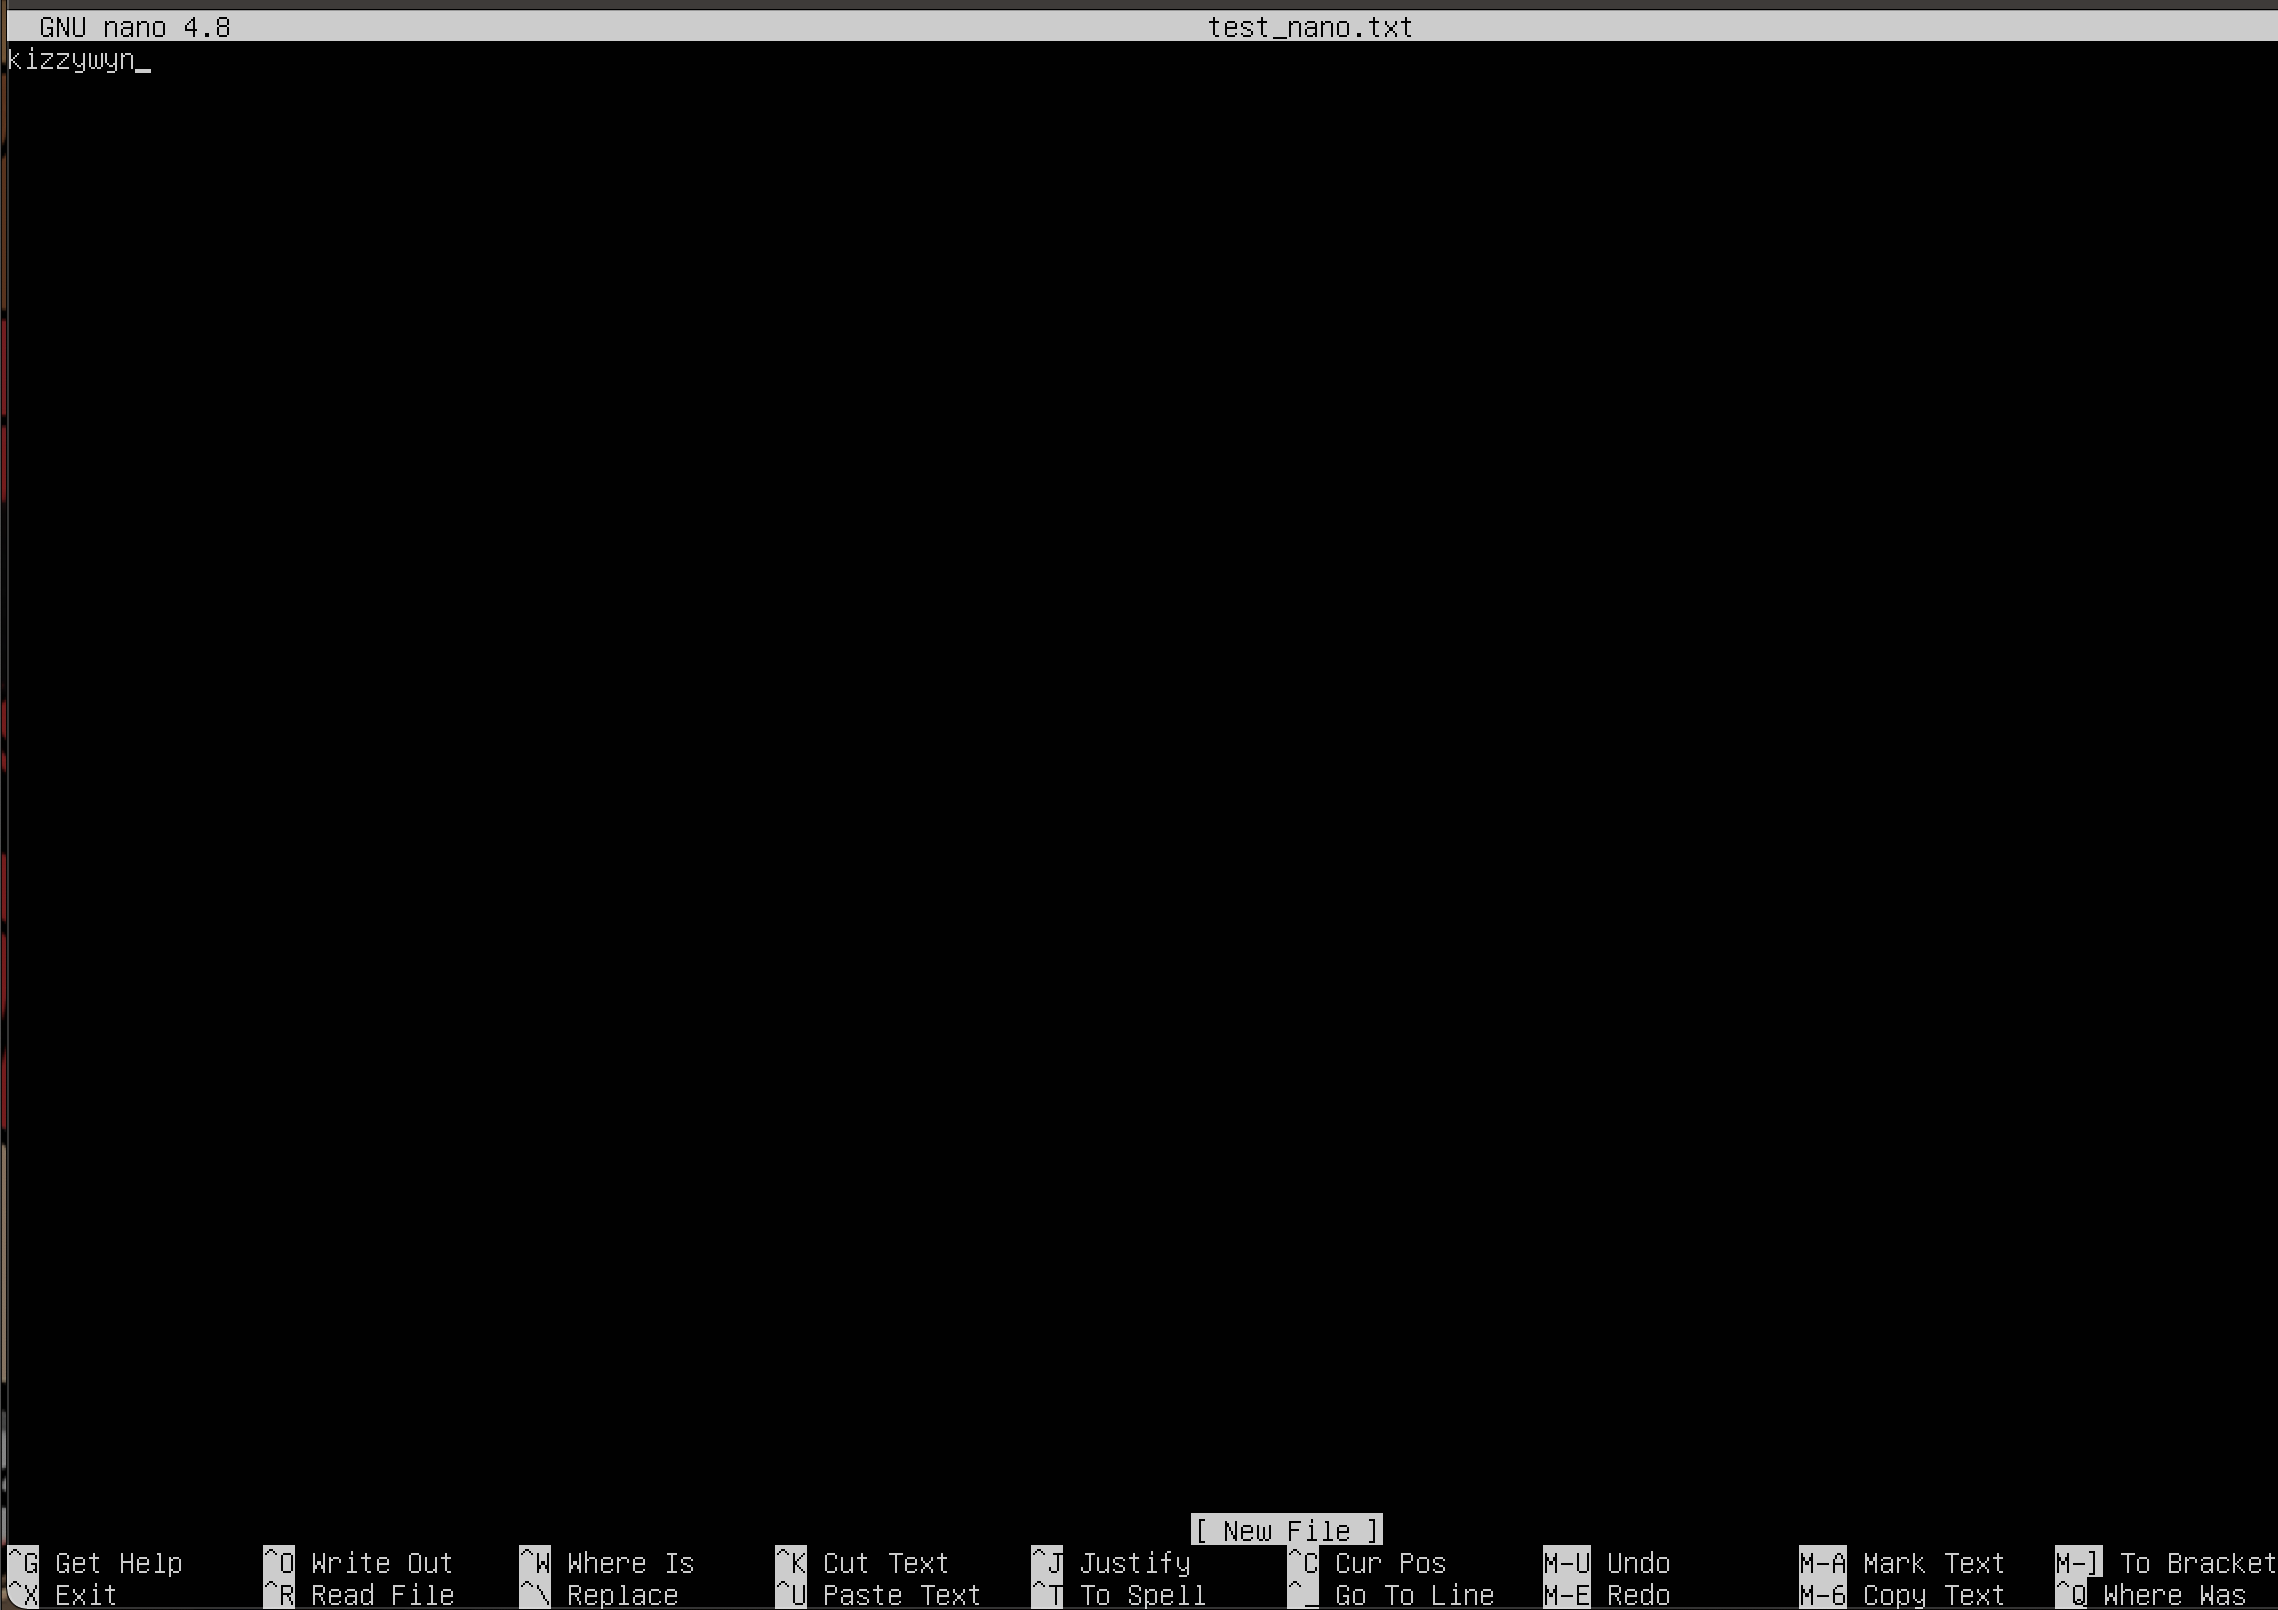 GNU nano 4.8 test_nano.txt
kizzywyn_
[ New File ]
^G Get Help ^O Write Out ^W Where Is ^K Cut Text ^J Justify ^C Cur Pos M-U Undo M-A Mark Text M-] To Bracket
^X Exit ^R Read File ^\ Replace ^U Paste Text ^T To Spell ^_ Go To Line M-E Redo M-6 Copy Text ^Q Where Was